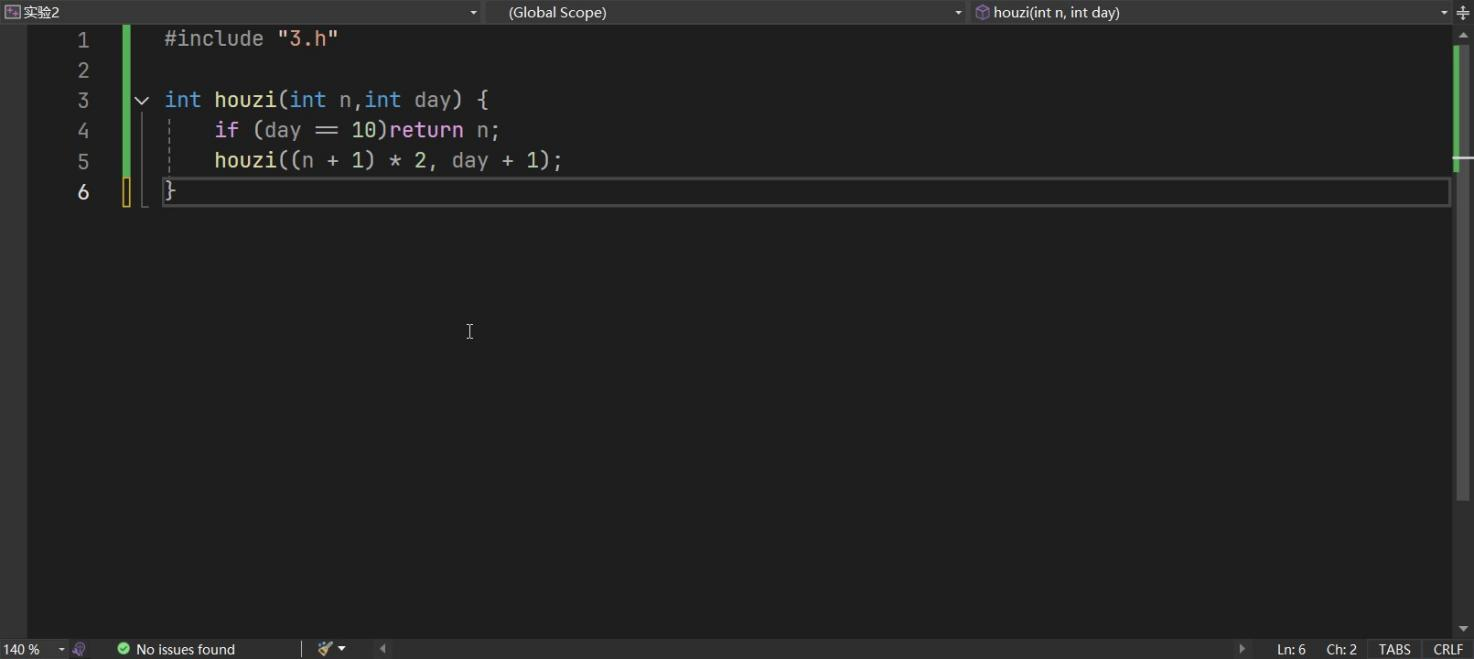 实验2 (Global Scope) houzi(int n, int day)
1 #include "3.h"
2
3 int houzi(int n,int day) {
4 if (day == 10)return n;
5 houzi((n + 1) * 2, day + 1);
6 }
140 % No issues found Ln: 6 Ch: 2 TABS CRLF